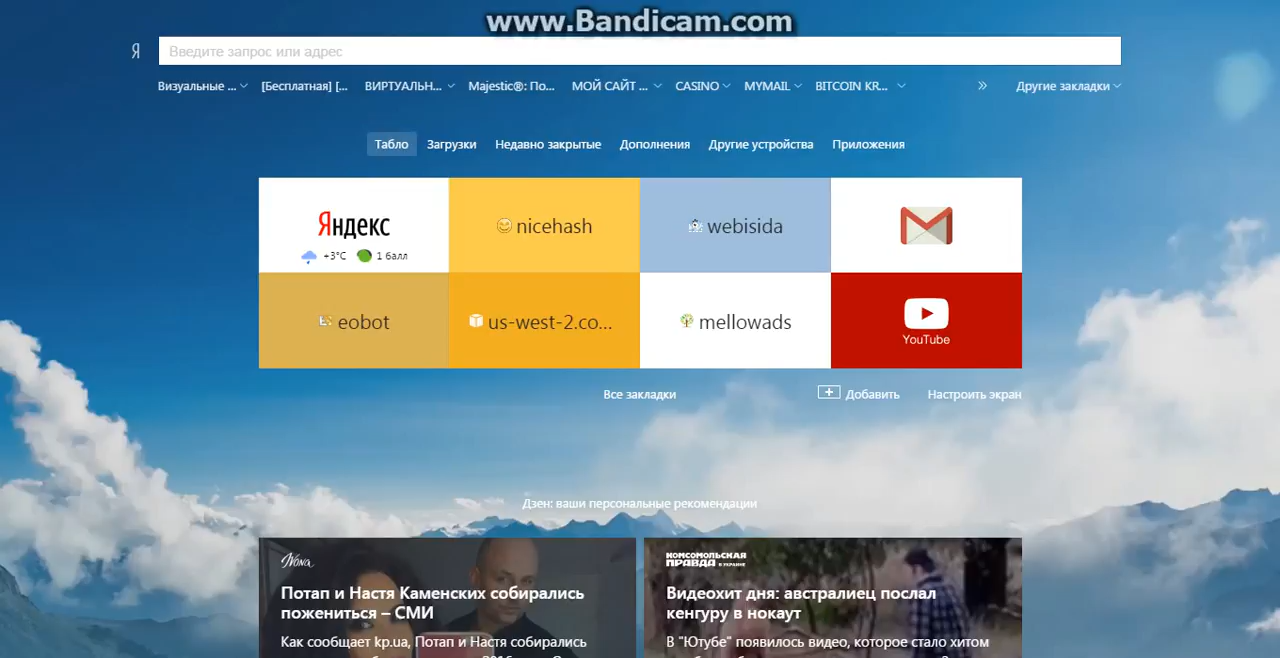 www.Bandicam.com
Я Введите запрос или адрес
Визуальные ... [Бесплатная] [... ВИРТУАЛЬН... Majestic®: По... МОЙ САЙТ ... CASINO MYMAIL BITCOIN KR... » Другие закладки
Табло Загрузки Недавно закрытые Дополнения Другие устройства Приложения
Яндекс
+3°C 1 балл
nicehash
webisida
eobot
us-west-2.co...
mellowads
YouTube
Все закладки Добавить Настроить экран
Дзен: ваши персональные рекомендации
Потап и Настя Каменских собирались
пожениться – СМИ
Как сообщает kp.ua, Потап и Настя собирались
КОМСОМОЛЬСКАЯ
ПРАВДА В УКРАИНЕ
Видеохит дня: австралиец послал
кенгуру в нокаут
В "Ютубе" появилось видео, которое стало хитом